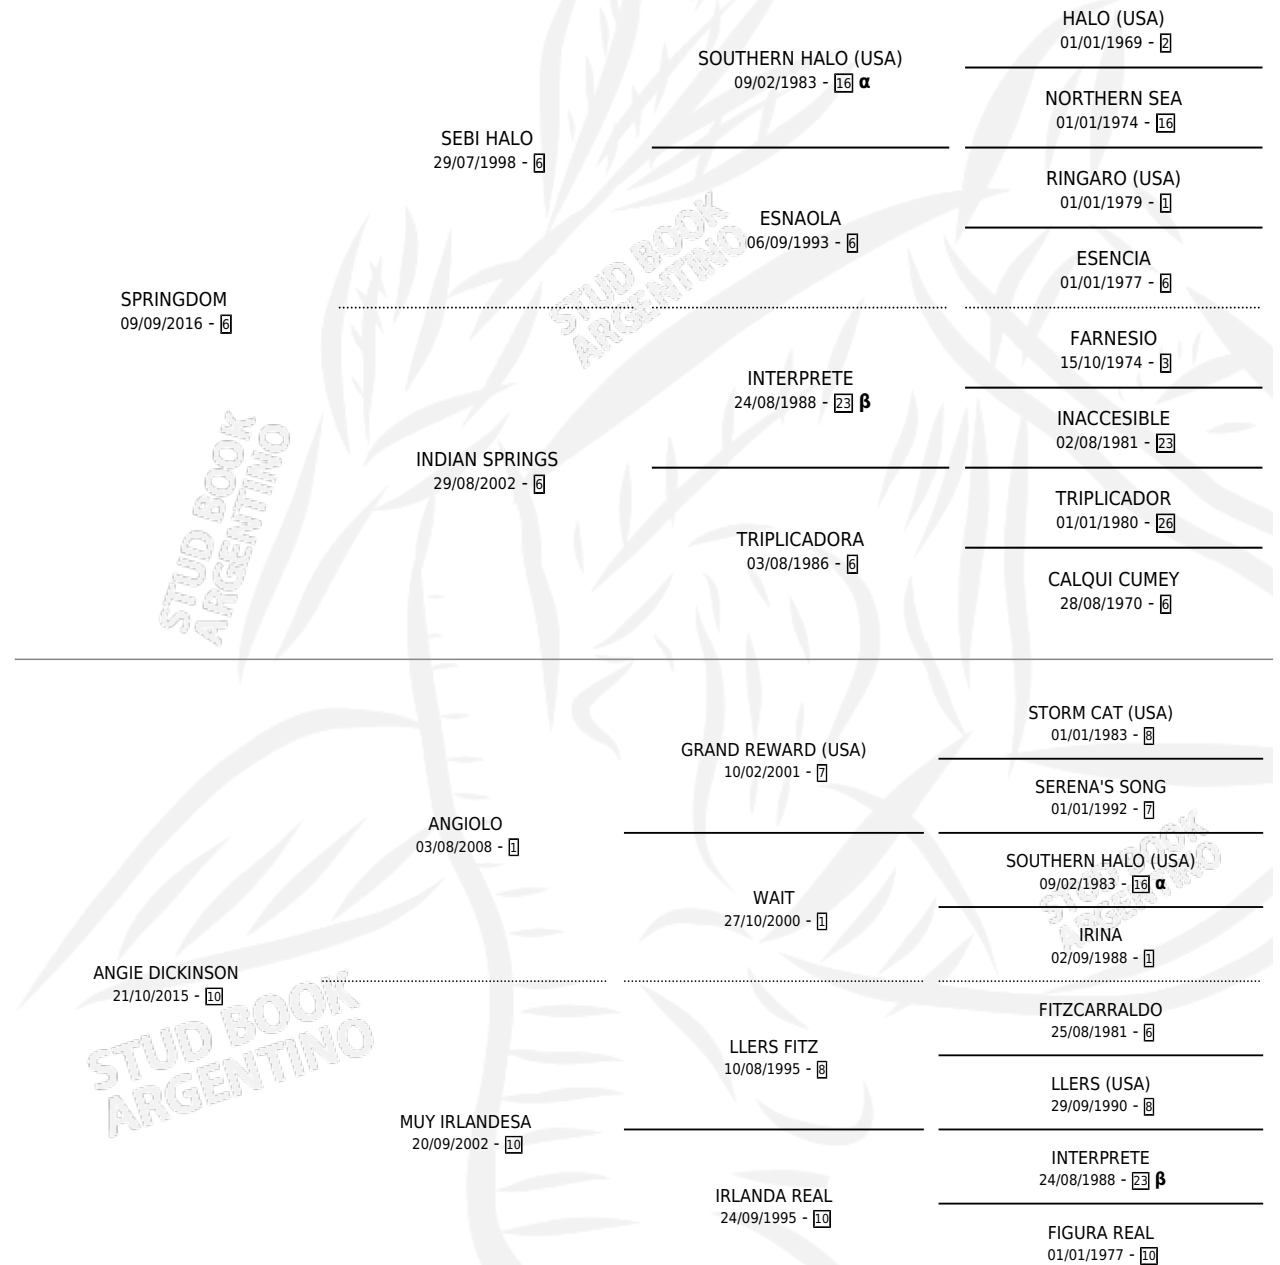 HALO (USA)
01/01/1969 - 2
SOUTHERN HALO (USA)
09/02/1983 - 16 α
NORTHERN SEA
01/01/1974 - 16
SEBI HALO
29/07/1998 - 6
RINGARO (USA)
01/01/1979 - 1
ESNAOLA
06/09/1993 - 6
ESENCIA
01/01/1977 - 6
SPRINGDOM
09/09/2016 - 6
STUD BOOK
ARGENTINO
FARNESIO
15/10/1974 - 3
INTERPRETE
24/08/1988 - 23 β
INACCESIBLE
02/08/1981 - 23
INDIAN SPRINGS
29/08/2002 - 6
TRIPLICADOR
01/01/1980 - 26
TRIPLICADORA
03/08/1986 - 6
CALQUI CUMEY
28/08/1970 - 6
STUD BOOK
ARGENTINO
STORM CAT (USA)
01/01/1983 - 8
GRAND REWARD (USA)
10/02/2001 - 7
SERENA'S SONG
01/01/1992 - 7
ANGIOLO
03/08/2008 - 1
SOUTHERN HALO (USA)
09/02/1983 - 16 α
STUD BOOK
ARGENTINO
WAIT
27/10/2000 - 1
IRINA
02/09/1988 - 1
ANGIE DICKINSON
21/10/2015 - 10
STUD BOOK
ARGENTINO
FITZCARRALDO
25/08/1981 - 6
LLERS FITZ
10/08/1995 - 8
LLERS (USA)
29/09/1990 - 8
MUY IRLANDESA
20/09/2002 - 10
INTERPRETE
24/08/1988 - 23 β
IRLANDA REAL
24/09/1995 - 10
FIGURA REAL
01/01/1977 - 10